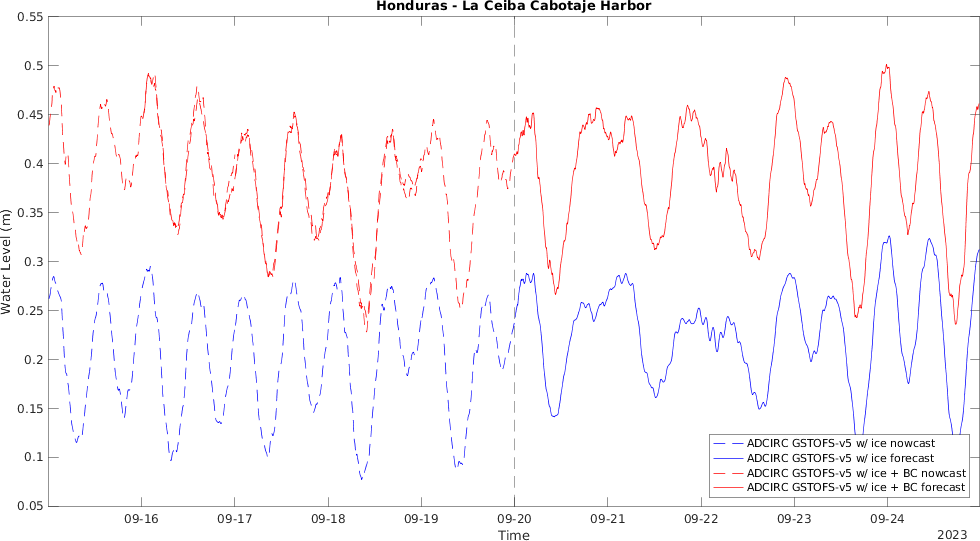 Honduras - La Ceiba Cabotaje Harbor
0.55
0.5
0.45
0.4
0.35
0.3
0.25
0.2
0.15
0.1
0.05
Water Level (m)
09-16 09-17 09-18 09-19 09-20 09-21 09-22 09-23 09-24
Time
2023
ADCIRC GSTOFS-v5 w/ ice nowcast
ADCIRC GSTOFS-v5 w/ ice forecast
ADCIRC GSTOFS-v5 w/ ice + BC nowcast
ADCIRC GSTOFS-v5 w/ ice + BC forecast